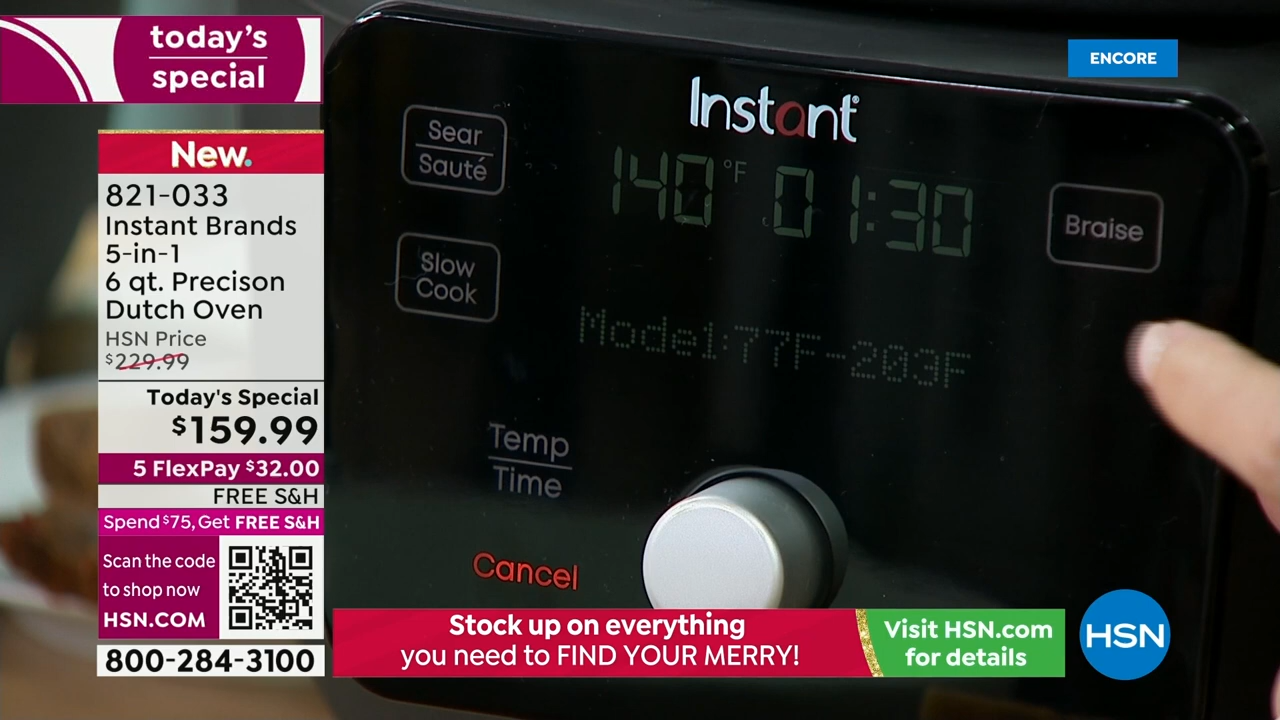 today's
special
ENCORE
New.
821-033
Instant Brands
5-in-1
6 qt. Precison
Dutch Oven
HSN Price
$229.99
Today's Special
$159.99
5 FlexPay $32.00
FREE S&H
Spend $75, Get FREE S&H
Scan the code
to shop now
HSN.COM
800-284-3100
Instant
Sear
Sauté
140°F 01:30
Braise
Slow
Cook
Mode1:77F-203F
Temp
Time
Cancel
Stock up on everything
you need to FIND YOUR MERRY!
Visit HSN.com
for details
HSN